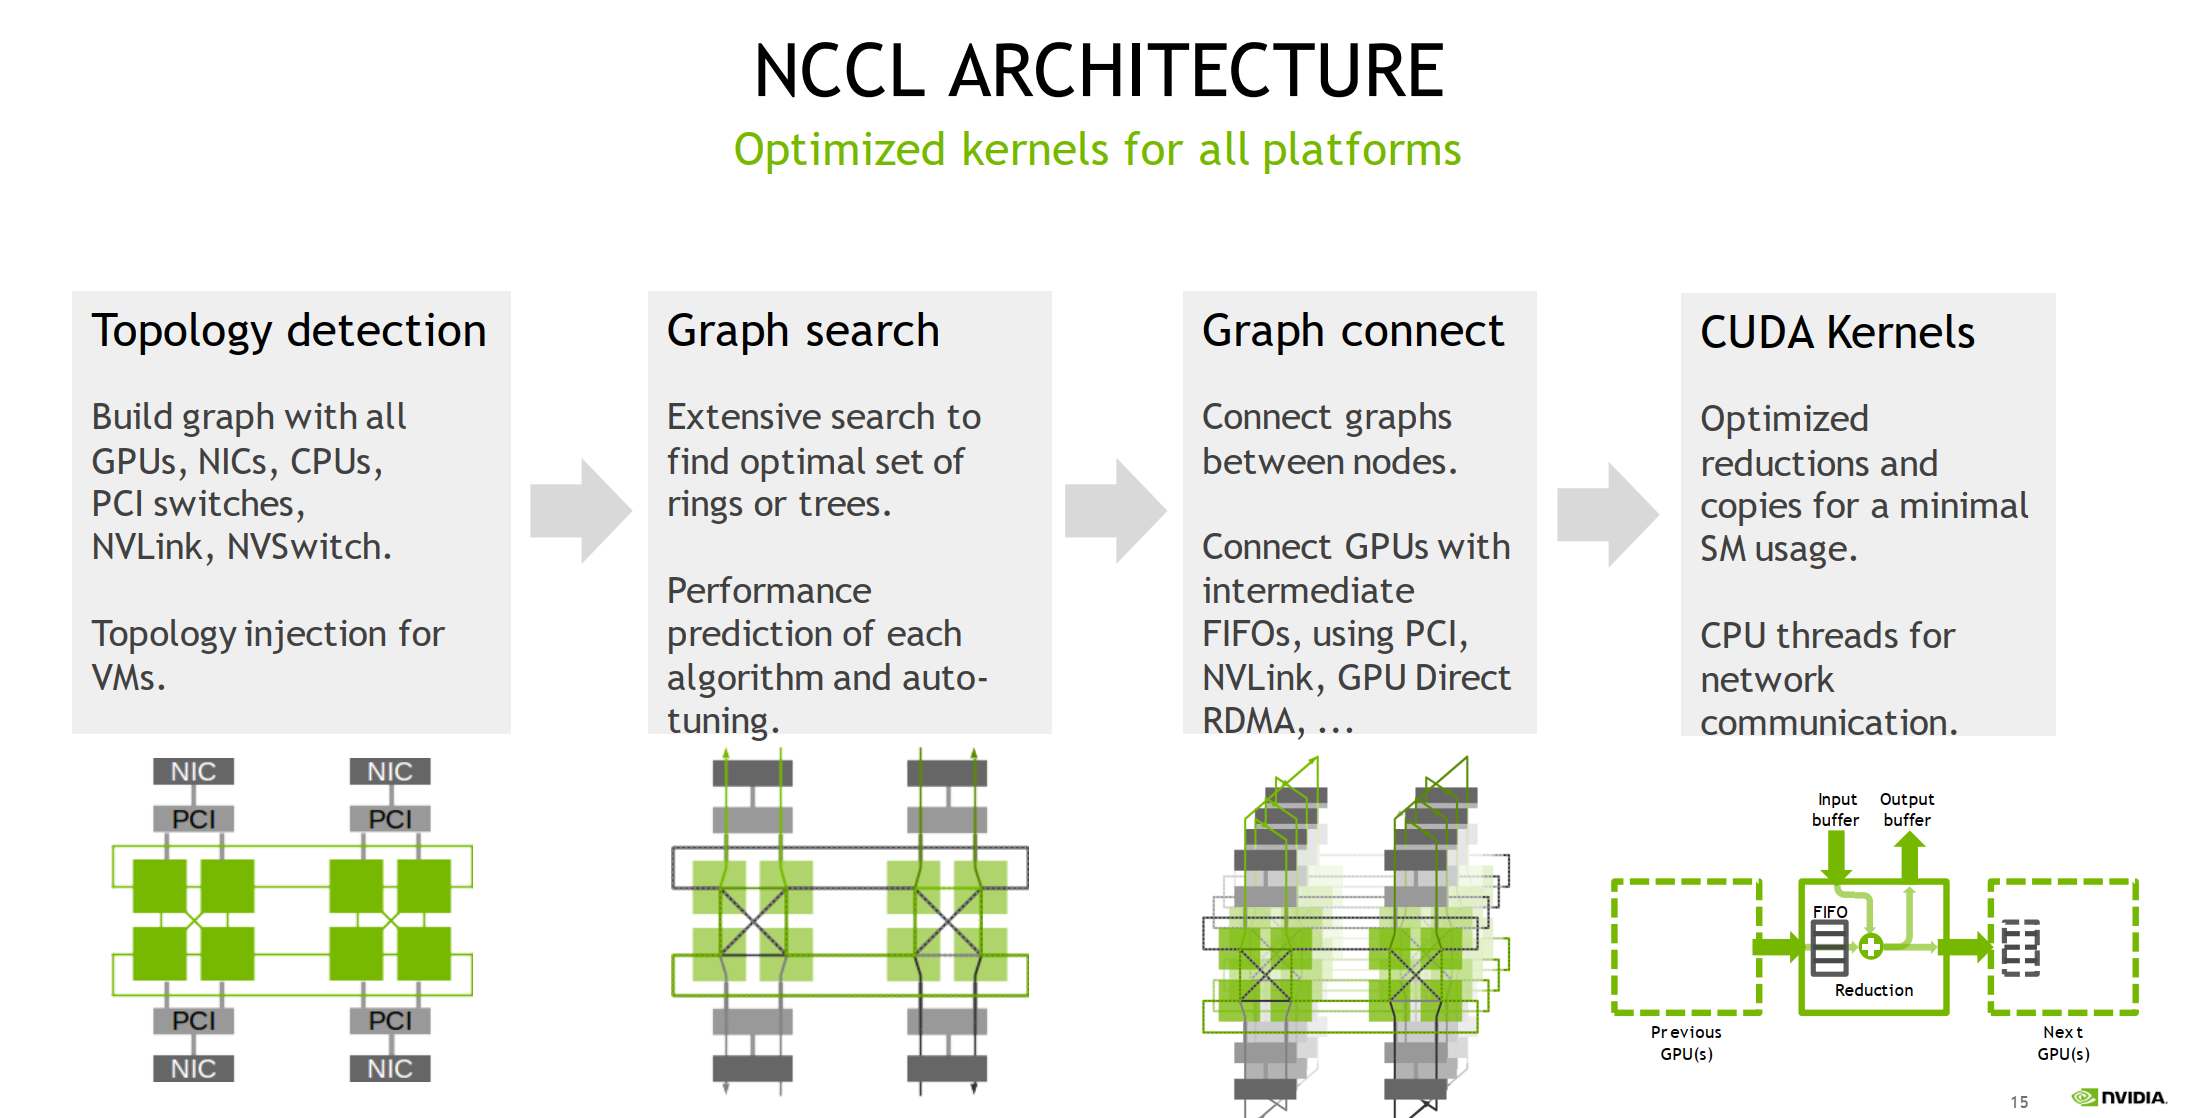 NCCL ARCHITECTURE
Optimized kernels for all platforms
Topology detection
Build graph with all
GPUs, NICs, CPUs,
PCI switches,
NVLink, NVSwitch.
Topology injection for
VMs.
Graph search
Extensive search to
find optimal set of
rings or trees.
Performance
prediction of each
algorithm and auto-
tuning.
Graph connect
Connect graphs
between nodes.
Connect GPUs with
intermediate
FIFOs, using PCI,
NVLink, GPU Direct
RDMA, ...
CUDA Kernels
Optimized
reductions and
copies for a minimal
SM usage.
CPU threads for
network
communication.
NIC
NIC
PCI
PCI
PCI
PCI
NIC
NIC
Input
buffer
Output
buffer
FIFO
Reduction
Previous
GPU(s)
Next
GPU(s)
15
NVIDIA.